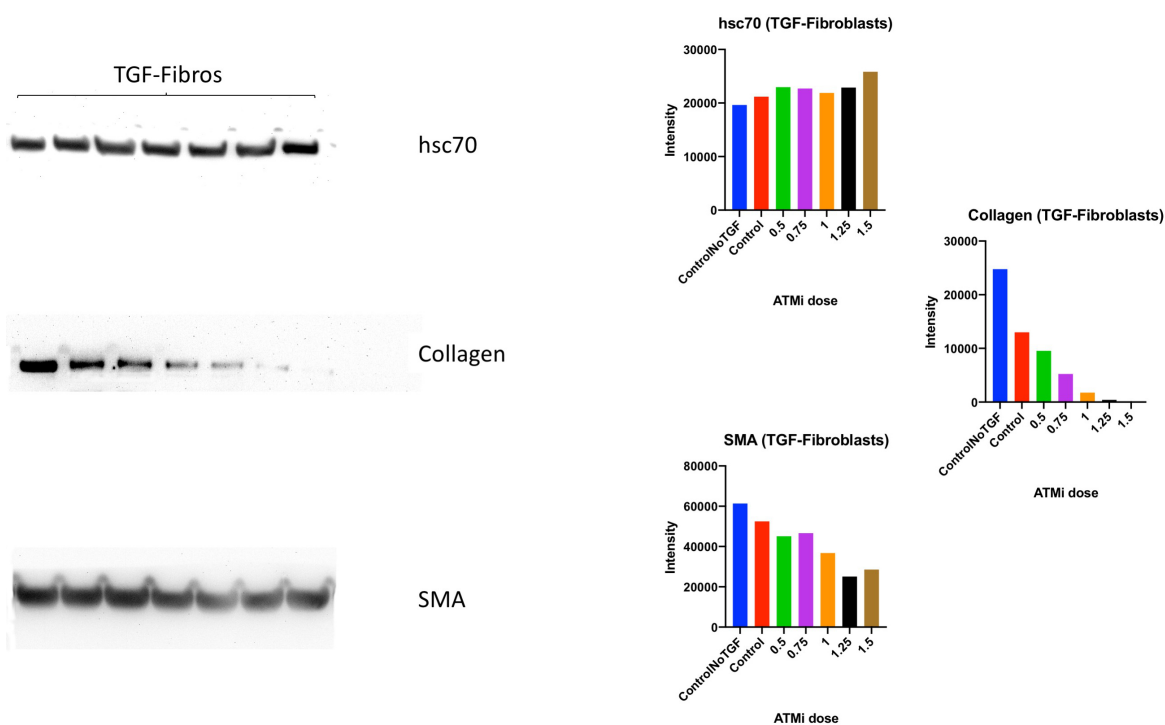 TGF-Fibros
hsc70
Collagen
SMA
hsc70 (TGF-Fibroblasts)
30000
20000
10000
0
Intensity
ControlNoTGF
Control
0.5
0.75
1
1.25
1.5
ATMi dose
Collagen (TGF-Fibroblasts)
30000
20000
10000
0
Intensity
ControlNoTGF
Control
0.5
0.75
1
1.25
1.5
ATMi dose
SMA (TGF-Fibroblasts)
80000
60000
40000
20000
0
Intensity
ControlNoTGF
Control
0.5
0.75
1
1.25
1.5
ATMi dose